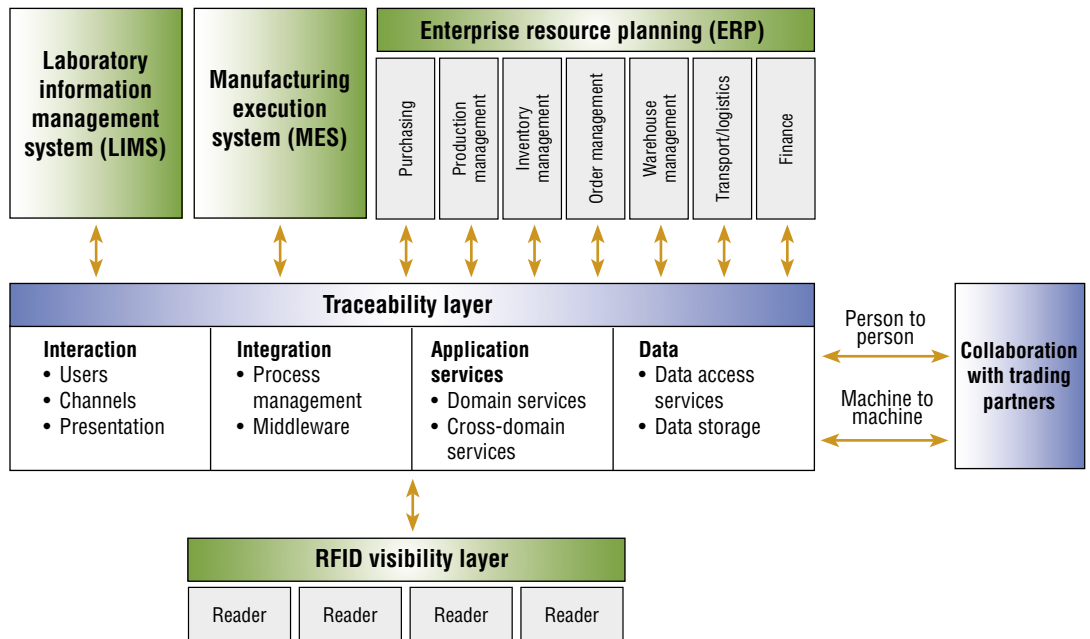 Laboratory
information
management
system (LIMS)
Manufacturing
execution
system (MES)
Enterprise resource planning (ERP)
Purchasing
Production
management
Inventory
management
Order management
Warehouse
management
Transport/logistics
Finance
Traceability layer
Interaction
• Users
• Channels
• Presentation
Integration
• Process
management
• Middleware
Application
services
• Domain services
• Cross-domain
services
Data
• Data access
services
• Data storage
Person to
person
Machine to
machine
Collaboration
with trading
partners
RFID visibility layer
Reader
Reader
Reader
Reader